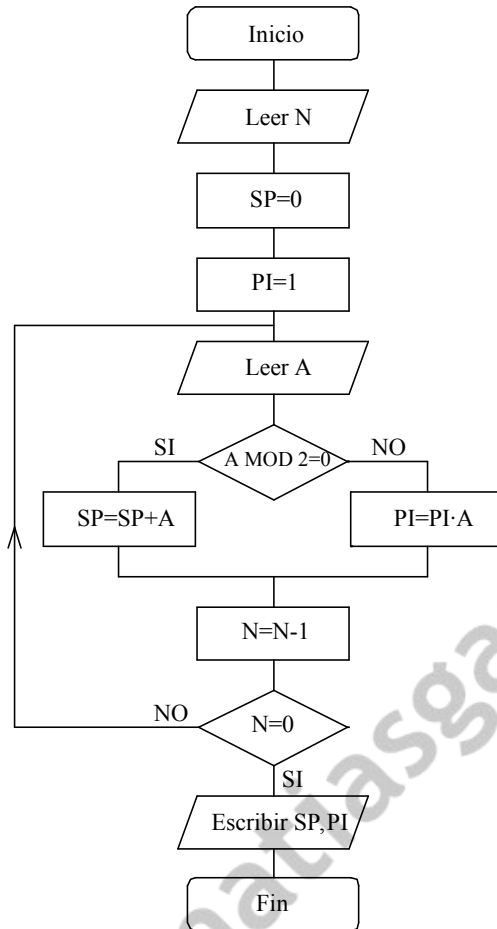 Inicio
Leer N
SP=0
PI=1
Leer A
A MOD 2=0
SI
NO
SP=SP+A
PI=PI·A
N=N-1
N=0
NO
SI
Escribir SP,PI
Fin